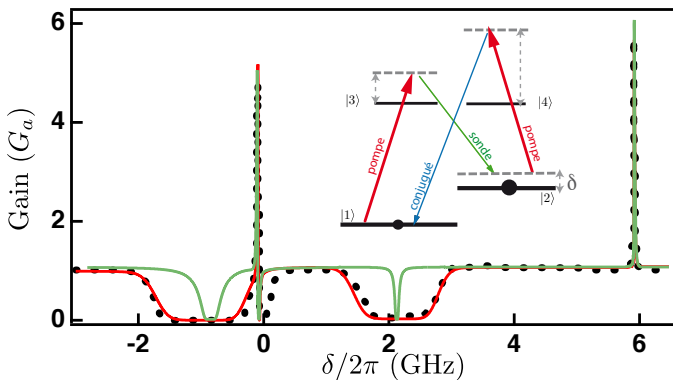 6
4
2
0
Gain (Gₐ)
-2
0
2
4
6
δ/2π (GHz)
|3⟩
|4⟩
pompe
sonde
conjugué
pompe
|1⟩
|2⟩
δ